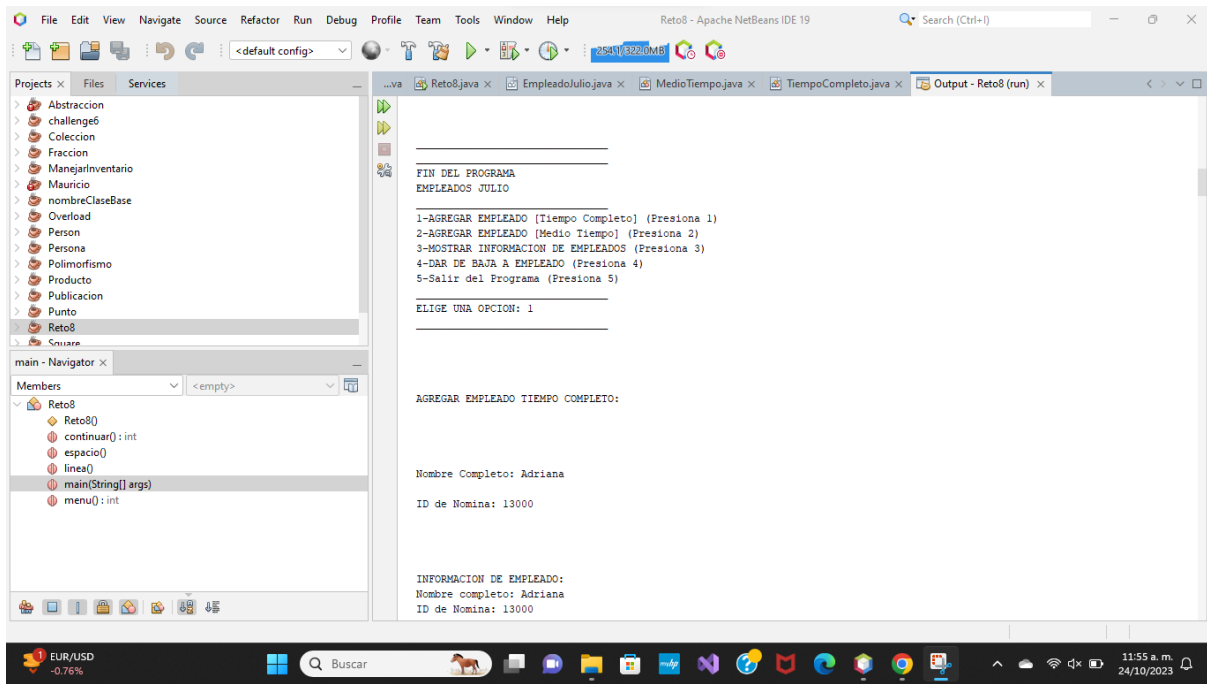 File Edit View Navigate Source Refactor Run Debug Profile Team Tools Window Help Reto8 - Apache NetBeans IDE 19 Search (Ctrl+I)
<default config> 254.1/322.0MB
Projects Files Services
...va Reto8.java EmpleadoJulio.java MedioTiempo.java TiempoCompleto.java Output - Reto8 (run)
Abstraccion
challenge6
Coleccion
Fraccion
ManejarInventario
Mauricio
nombreClaseBase
Overload
Person
Persona
Polimorfismo
Producto
Publicacion
Punto
Reto8
Square
main - Navigator
Members <empty>
Reto8
Reto8()
continuar() : int
espacio()
linea()
main(String[] args)
menu() : int
FIN DEL PROGRAMA
EMPLEADOS JULIO
1-AGREGAR EMPLEADO [Tiempo Completo] (Presiona 1)
2-AGREGAR EMPLEADO [Medio Tiempo] (Presiona 2)
3-MOSTRAR INFORMACION DE EMPLEADOS (Presiona 3)
4-DAR DE BAJA A EMPLEADO (Presiona 4)
5-Salir del Programa (Presiona 5)
ELIGE UNA OPCION: 1
AGREGAR EMPLEADO TIEMPO COMPLETO:
Nombre Completo: Adriana
ID de Nomina: 13000
INFORMACION DE EMPLEADO:
Nombre completo: Adriana
ID de Nomina: 13000
1 EUR/USD
-0.76%
Buscar
mbp
11:55 a. m.
24/10/2023